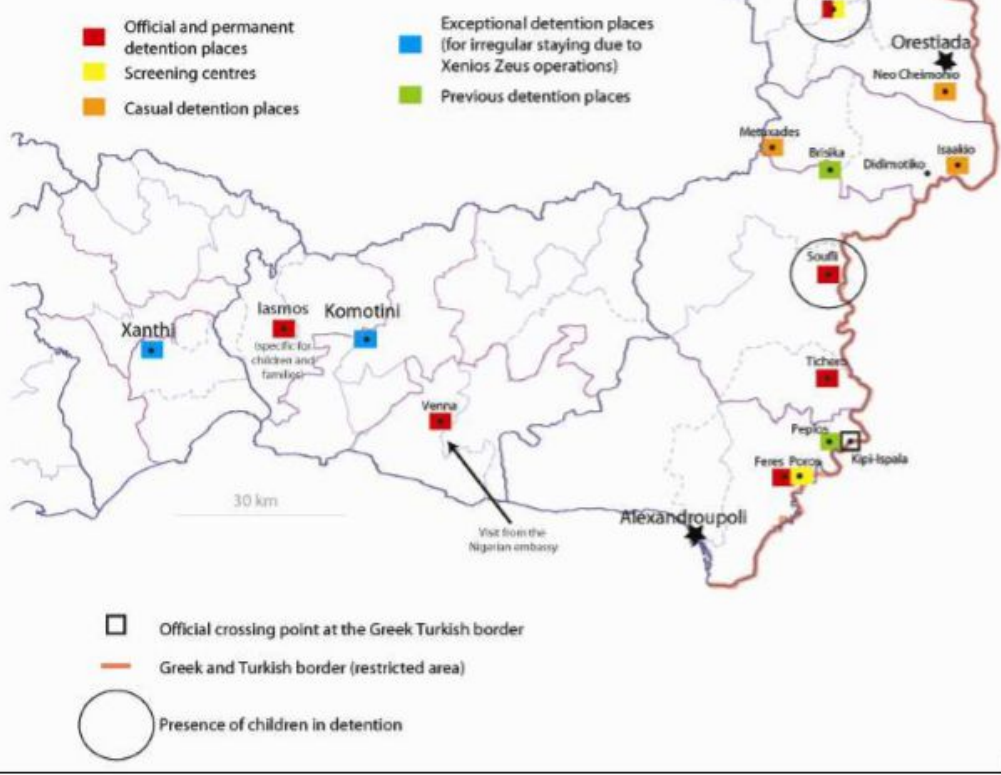 Official and permanent
detention places
Screening centres
Casual detention places
Exceptional detention places
(for irregular staying due to
Xenios Zeus operations)
Previous detention places
Orestiada
Neo Cheimonio
Metaxades
Brisika
Didimotiko
Isaakio
Soufli
Iasmos
Komotini
Xanthi
(specific for
children and
families)
Tichero
Venna
Peplos
Kipi-Ispala
Feres Poros
30 km
Alexandroupoli
Visit from the
Nigerian embassy
Official crossing point at the Greek Turkish border
Greek and Turkish border (restricted area)
Presence of children in detention